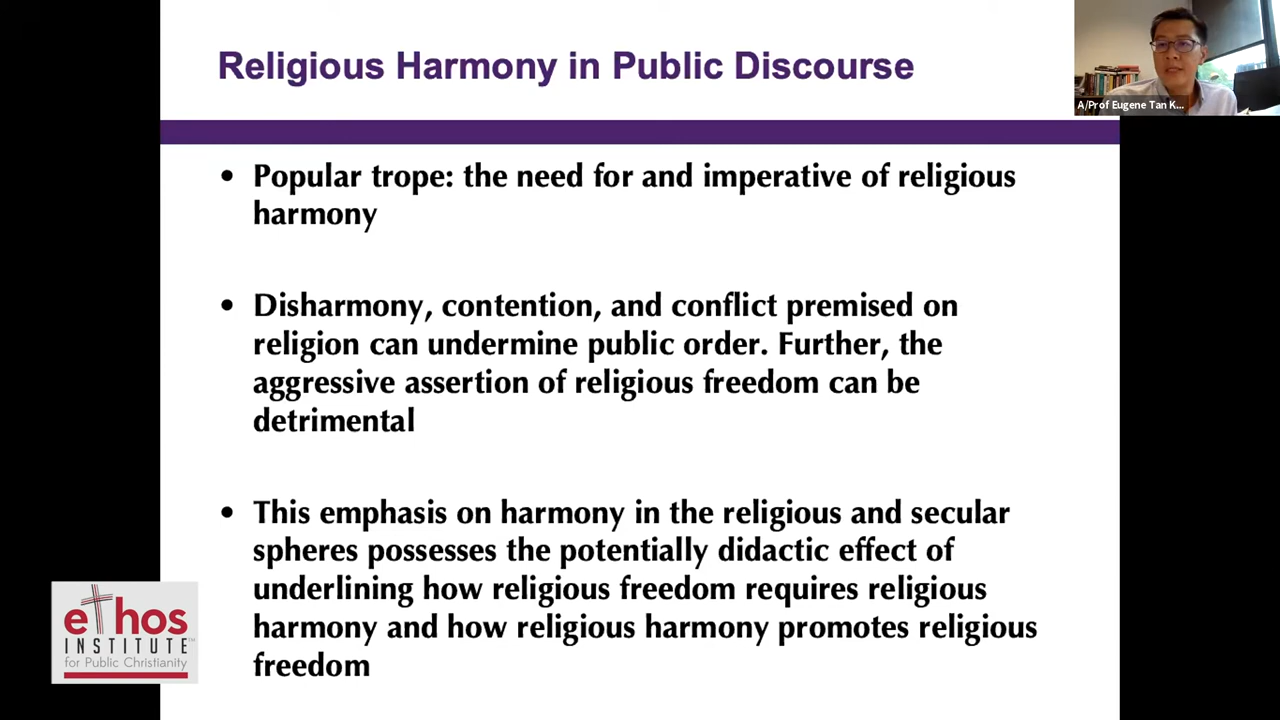 Religious Harmony in Public Discourse
A/Prof Eugene Tan K...
• Popular trope: the need for and imperative of religious
harmony
• Disharmony, contention, and conflict premised on
religion can undermine public order. Further, the
aggressive assertion of religious freedom can be
detrimental
• This emphasis on harmony in the religious and secular
spheres possesses the potentially didactic effect of
underlining how religious freedom requires religious
harmony and how religious harmony promotes religious
freedom
ethos
INSTITUTE™
for Public Christianity